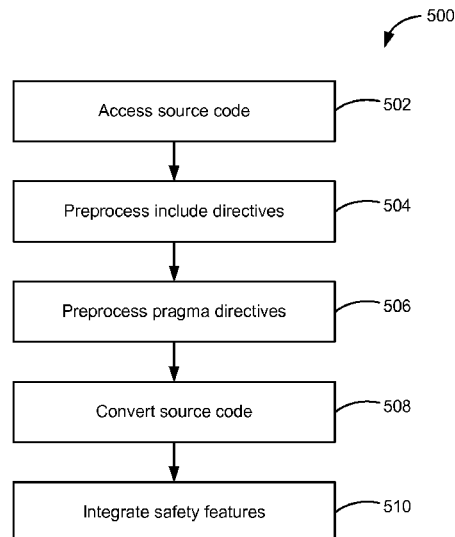 500
Access source code
502
Preprocess include directives
504
Preprocess pragma directives
506
Convert source code
508
Integrate safety features
510